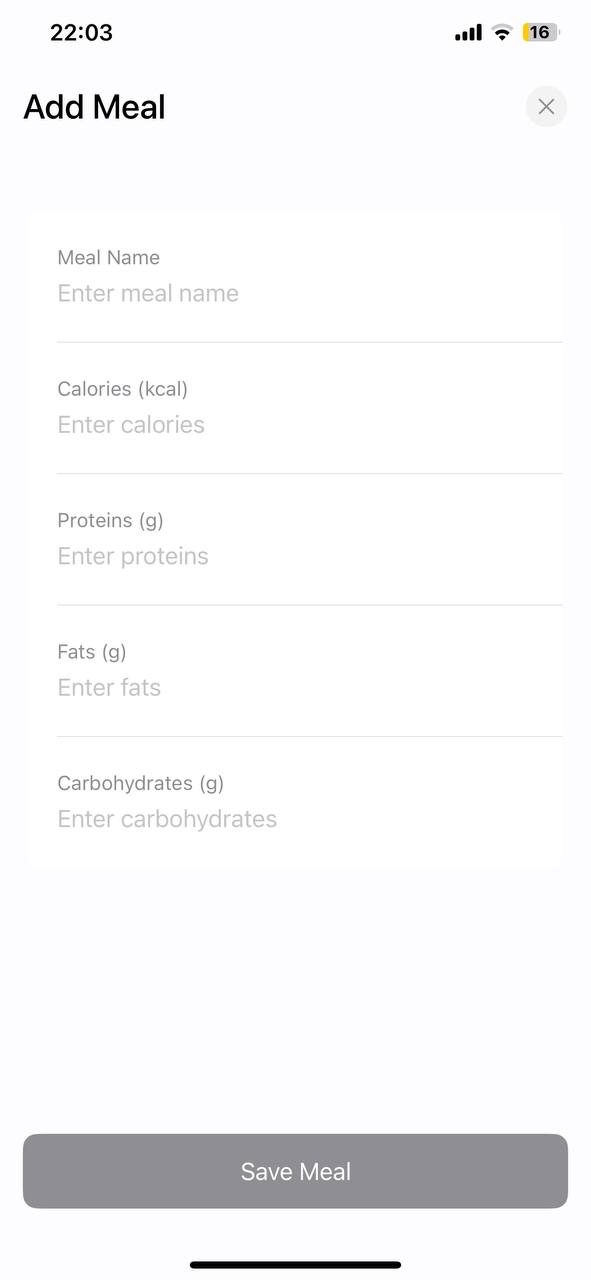 22:03
16
Add Meal
Meal Name
Enter meal name
Calories (kcal)
Enter calories
Proteins (g)
Enter proteins
Fats (g)
Enter fats
Carbohydrates (g)
Enter carbohydrates
Save Meal